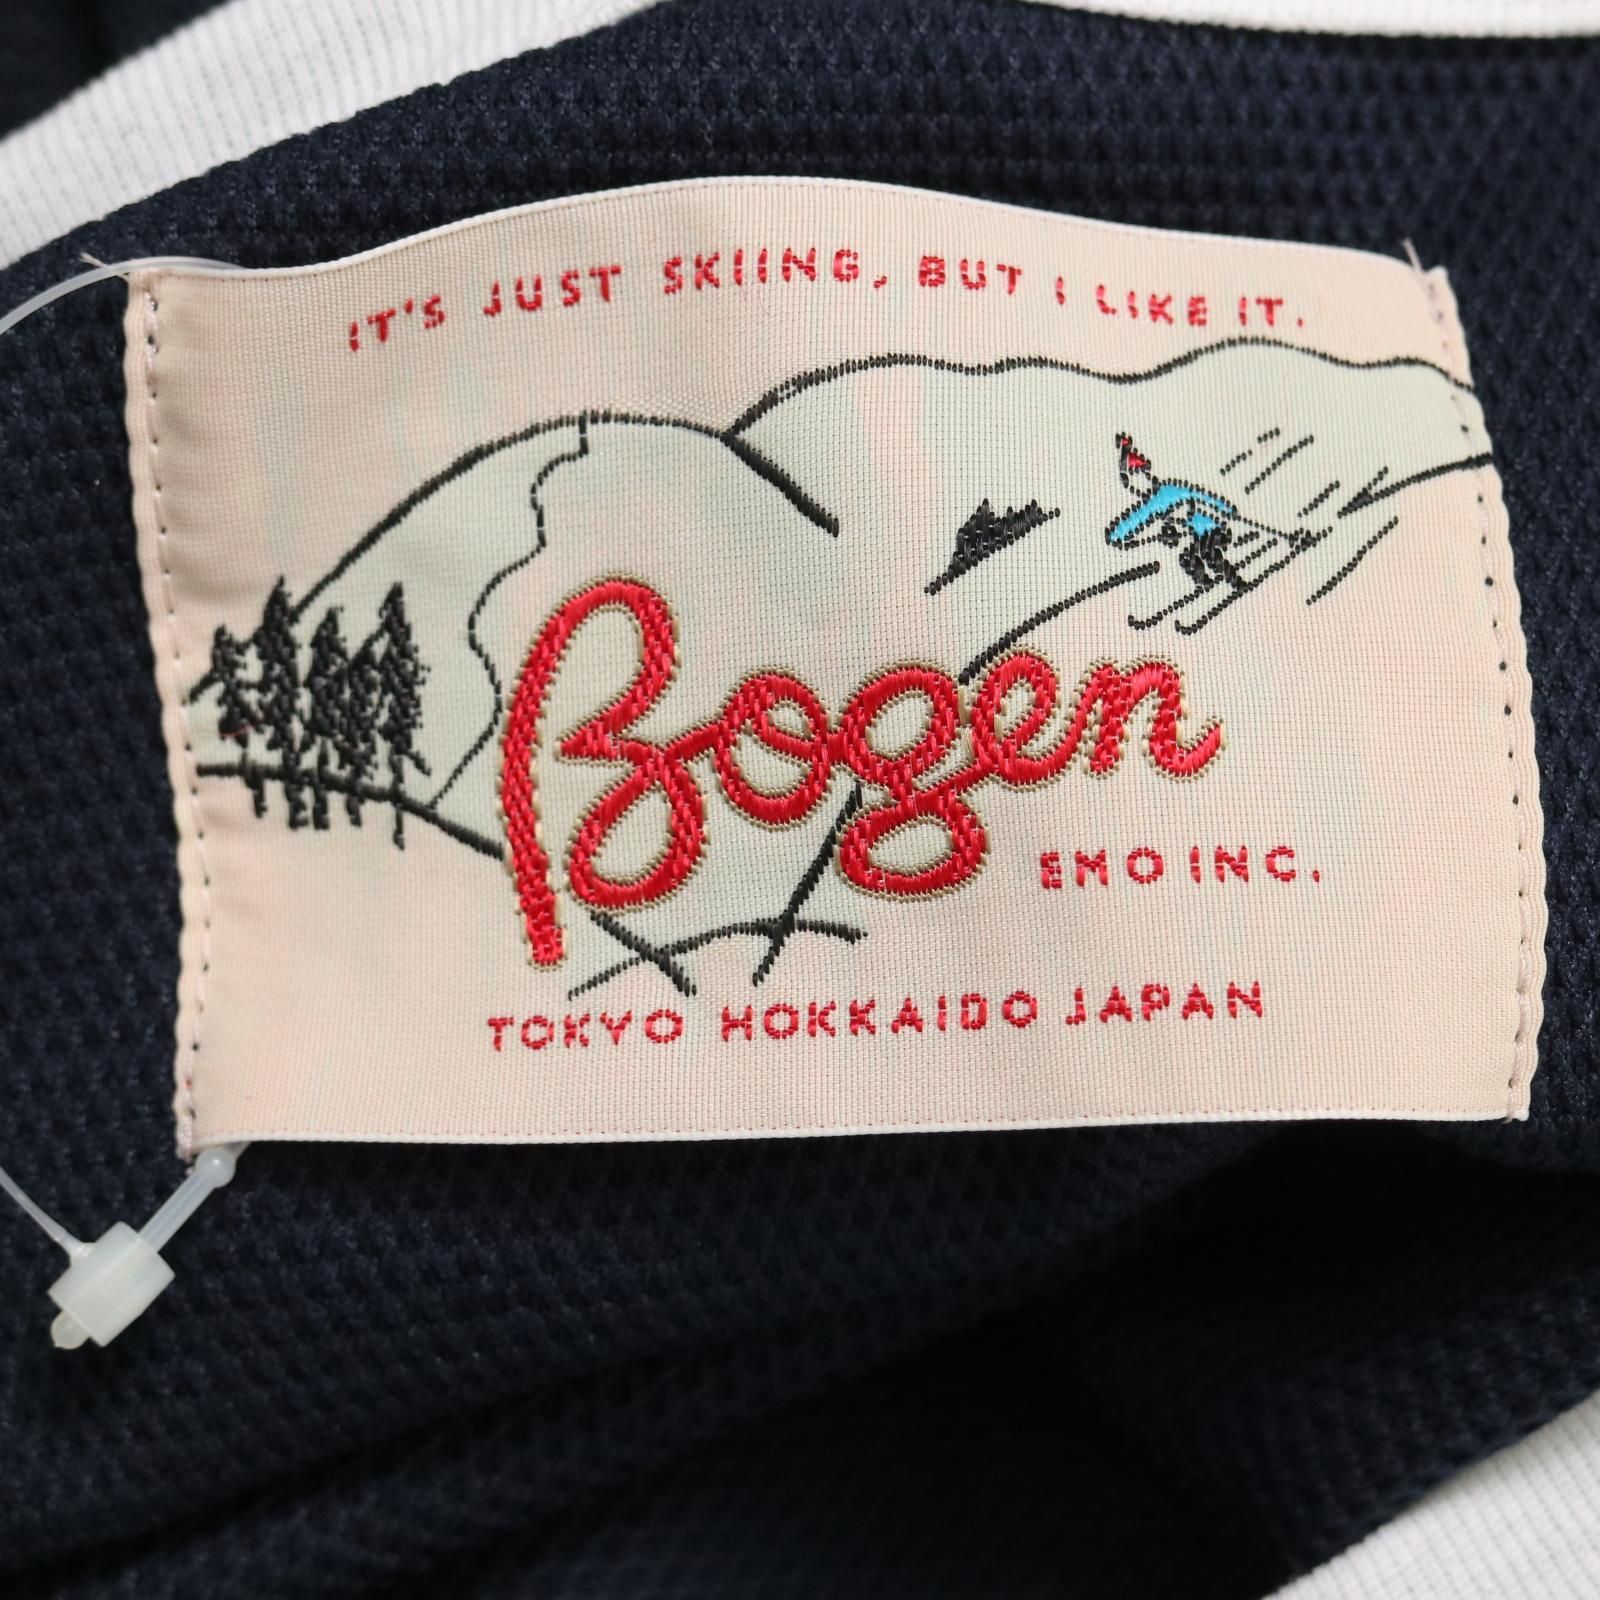 IT'S JUST SKIING, BUT I LIKE IT.
Bogen
EMO INC.
TOKYO HOKKAIDO JAPAN